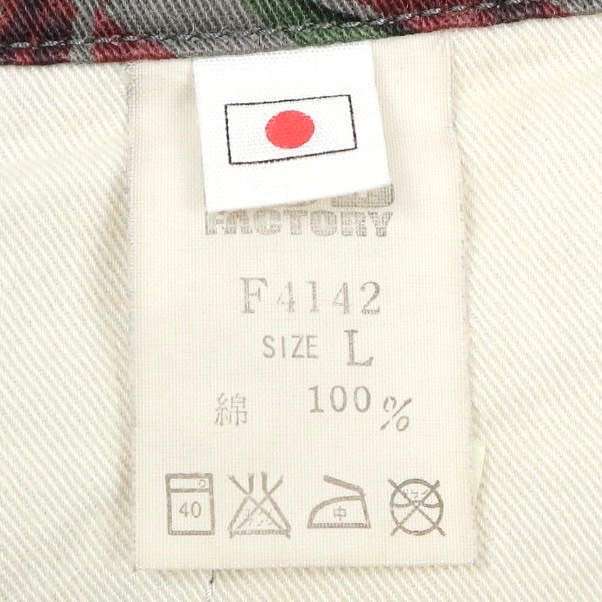 FACTORY
F4142
SIZE L
綿 100%
40 中